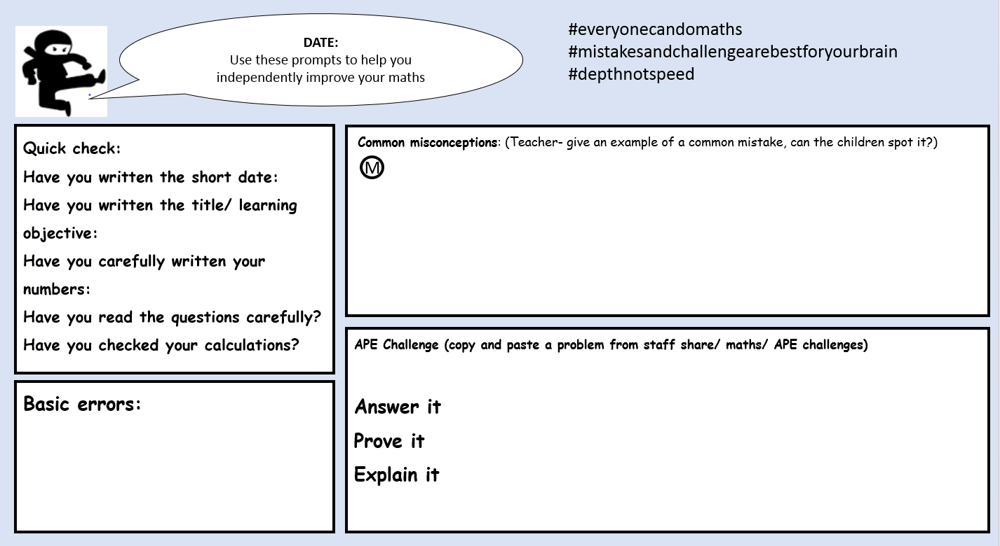 DATE:
Use these prompts to help you
independently improve your maths
#everyonecandomaths
#mistakesandchallengearebestforyourbrain
#depthnotspeed
Quick check:
Have you written the short date:
Have you written the title/ learning
objective:
Have you carefully written your
numbers:
Have you read the questions carefully?
Have you checked your calculations?
Basic errors:
Common misconceptions: (Teacher- give an example of a common mistake, can the children spot it?)
M
APE Challenge (copy and paste a problem from staff share/ maths/ APE challenges)
Answer it
Prove it
Explain it